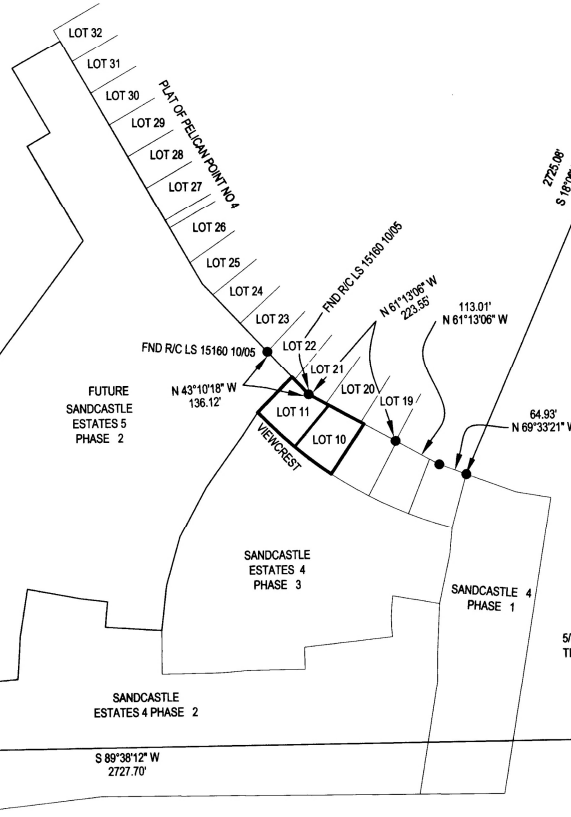 LOT 32
LOT 31
LOT 30
LOT 29
LOT 28
LOT 27
LOT 26
LOT 25
LOT 24
LOT 23
PLAT OF PELICAN POINT NO 4
2725.08'
FND R/C LS 15160 10/05
N 61°13'06" W
223.55'
113.01'
N 61°13'06" W
FND R/C LS 15160 10/05
LOT 22
LOT 21
LOT 20
LOT 19
N 43°10'18" W
136.12'
64.93'
N 69°33'21" W
FUTURE
SANDCASTLE
ESTATES 5
PHASE 2
LOT 11
LOT 10
VIEWCREST
SANDCASTLE
ESTATES 4
PHASE 3
SANDCASTLE 4
PHASE 1
SANDCASTLE
ESTATES 4 PHASE 2
S 89°38'12" W
2727.70'